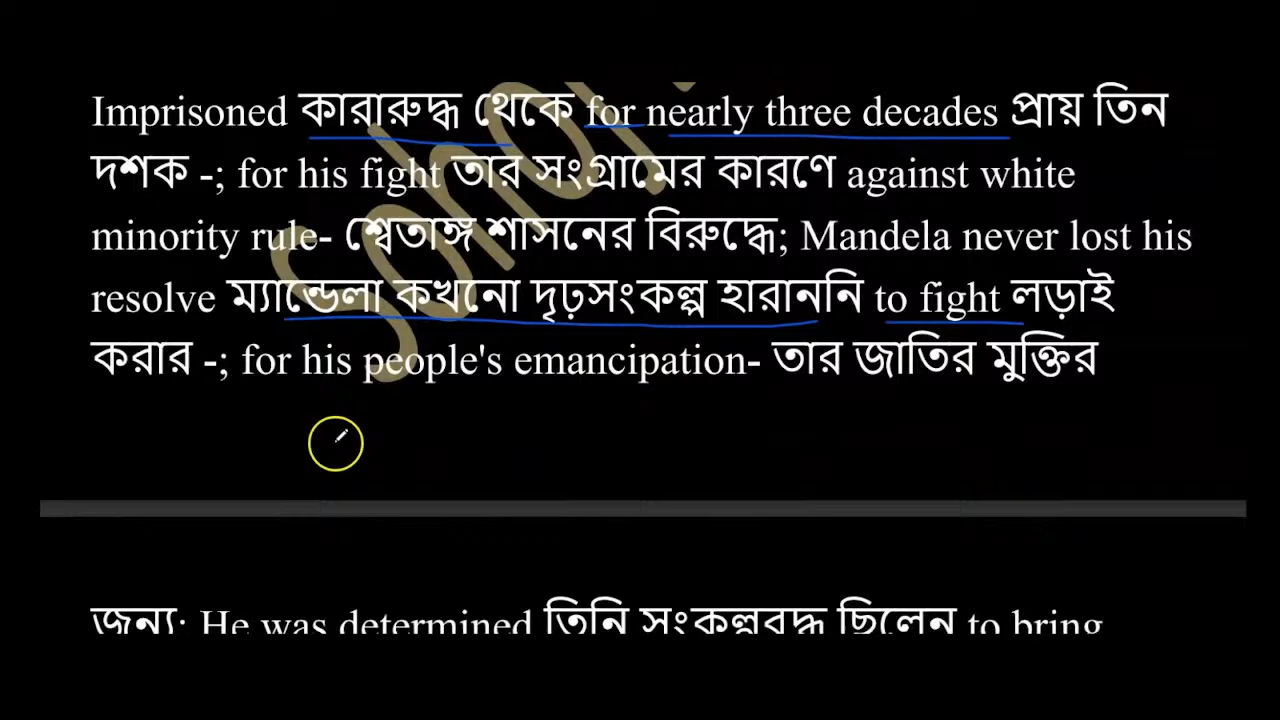 Imprisoned কারারুদ্ধ থেকে for nearly three decades প্রায় তিন
দশক -; for his fight তার সংগ্রামের কারণে against white
minority rule- শ্বেতাঙ্গ শাসনের বিরুদ্ধে; Mandela never lost his
resolve ম্যান্ডেলা কখনো দৃঢ়সংকল্প হারাননি to fight লড়াই
করার -; for his people's emancipation- তার জাতির মুক্তির
জন্য; He was determined তিনি সংকল্পবদ্ধ ছিলেন to bring